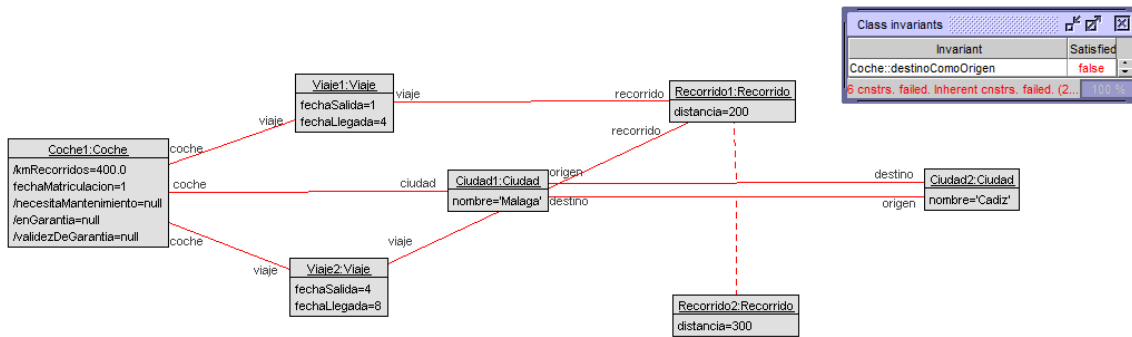 Class invariants
Invariant Satisfied
Coche::destinoComoOrigen false
6 cnstrs. failed. Inherent cnstrs. failed. (2... 100 %
Viaje1:Viaje
fechaSalida=1
fechaLlegada=4
viaje
recorrido
Recorrido1:Recorrido
distancia=200
recorrido
viaje
coche
Coche1:Coche
/kmRecorridos=400.0
fechaMatriculacion=1
/necesitaMantenimiento=null
/enGarantia=null
/validezDeGarantia=null
coche
ciudad
Ciudad1:Ciudad
nombre='Malaga'
origen
destino
destino
origen
Ciudad2:Ciudad
nombre='Cadiz'
coche
viaje
viaje
Viaje2:Viaje
fechaSalida=4
fechaLlegada=8
Recorrido2:Recorrido
distancia=300